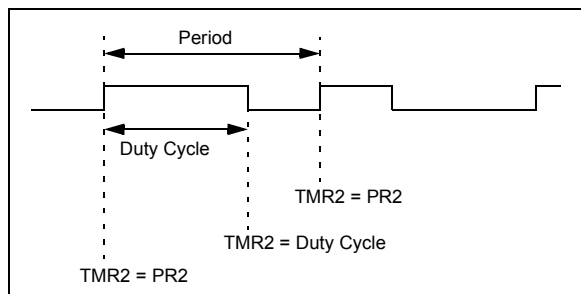 Period
Duty Cycle
TMR2 = PR2
TMR2 = Duty Cycle
TMR2 = PR2